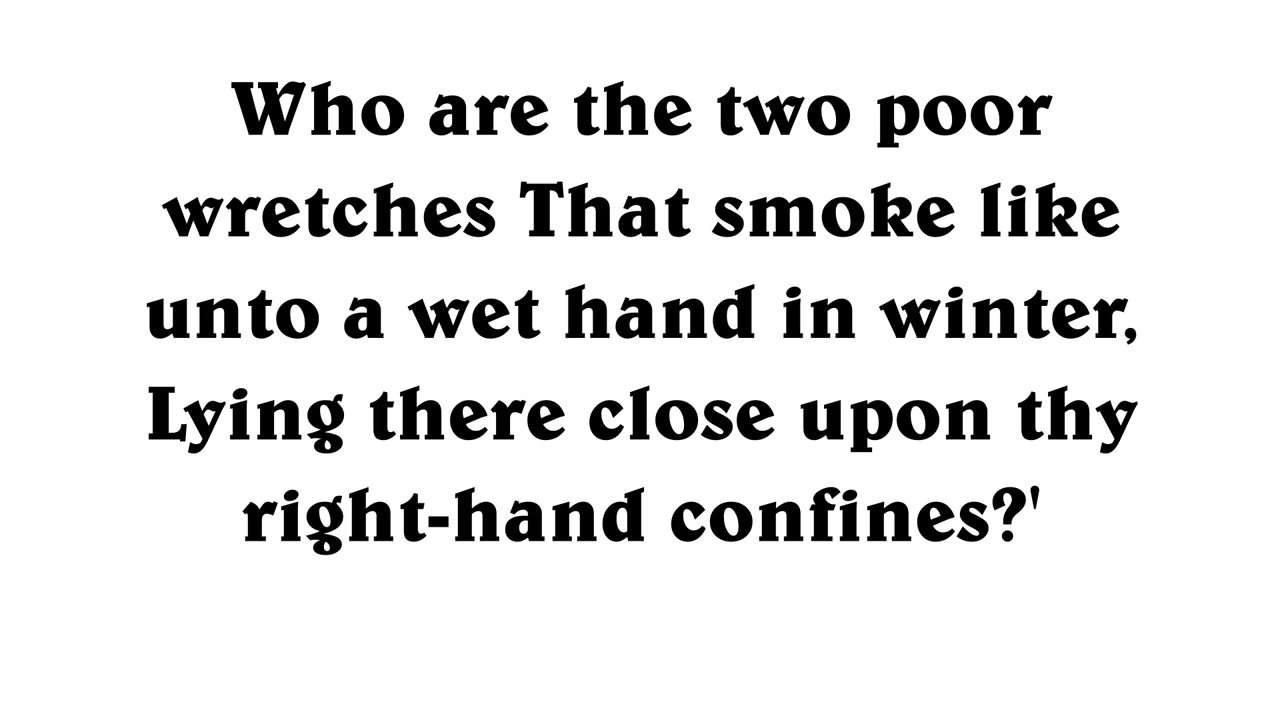 Who are the two poor
wretches That smoke like
unto a wet hand in winter,
Lying there close upon thy
right-hand confines?'